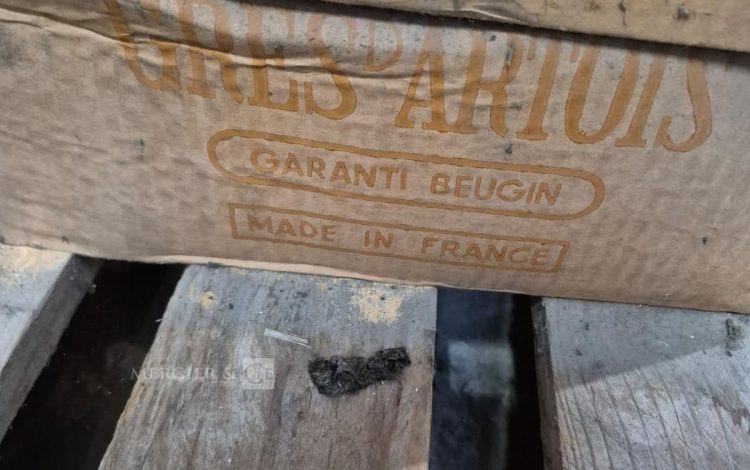 GRES D'ARTOIS
GARANTI BEUGIN
MADE IN FRANCE
MERCIER & CIE